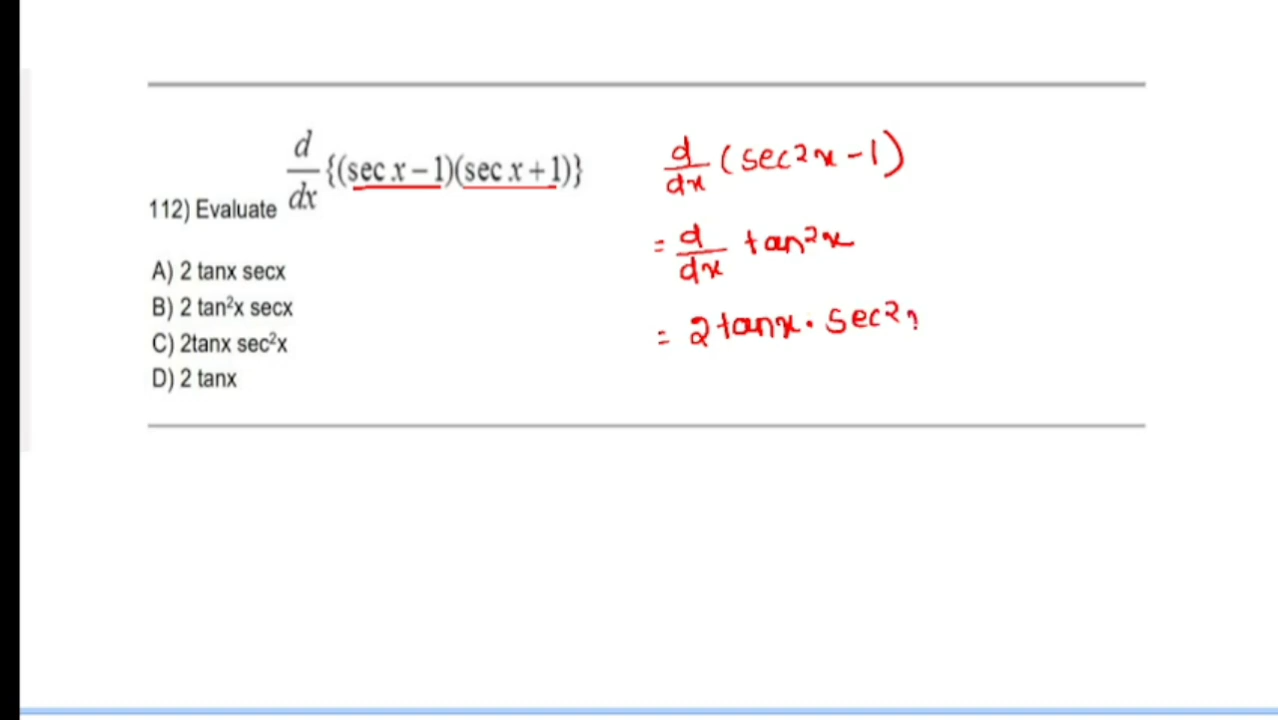 112) Evaluate d/dx {(sec x − 1)(sec x + 1)}
A) 2 tanx secx
B) 2 tan²x secx
C) 2tanx sec²x
D) 2 tanx
d/dx (sec²x − 1)
= d/dx tan²x
= 2tanx · sec²